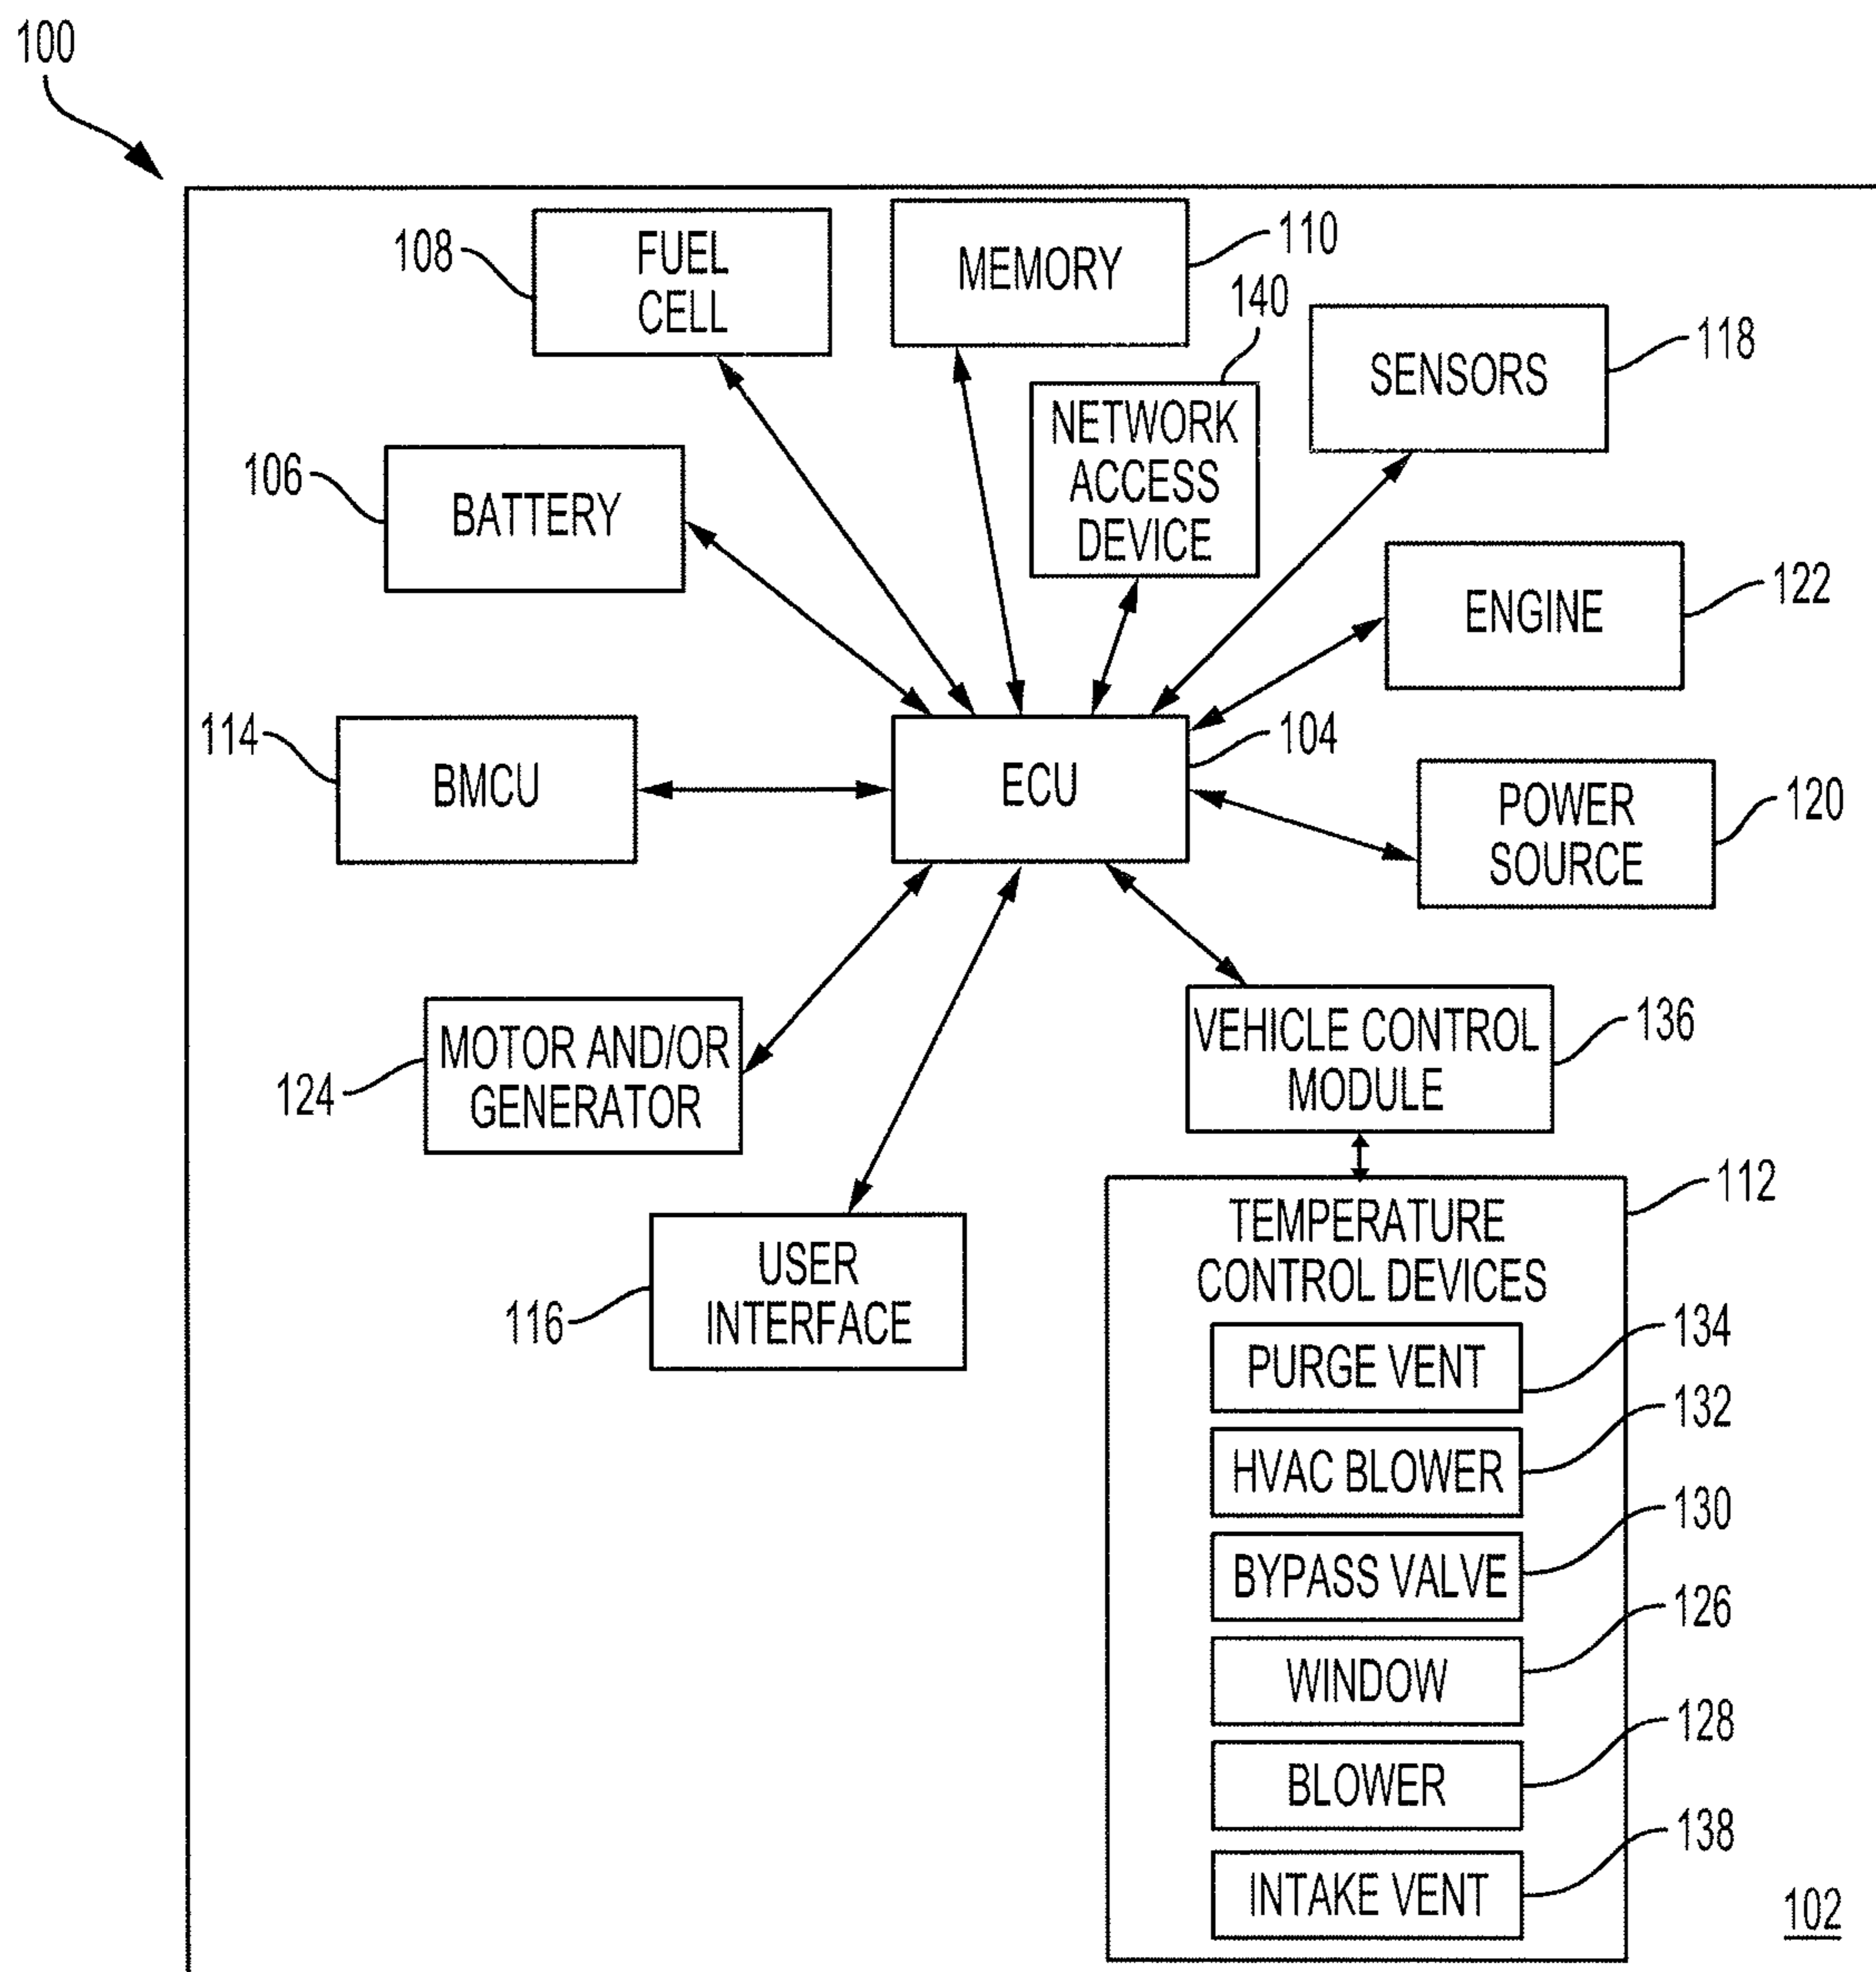 100
FUEL
CELL
108
MEMORY
110
140
SENSORS
118
NETWORK
ACCESS
DEVICE
106
BATTERY
ENGINE
122
114
BMCU
ECU
104
POWER
SOURCE
120
MOTOR AND/OR
GENERATOR
124
VEHICLE CONTROL
MODULE
136
USER
INTERFACE
116
112
TEMPERATURE
CONTROL DEVICES
PURGE VENT
134
HVAC BLOWER
132
BYPASS VALVE
130
WINDOW
126
BLOWER
128
INTAKE VENT
138
102